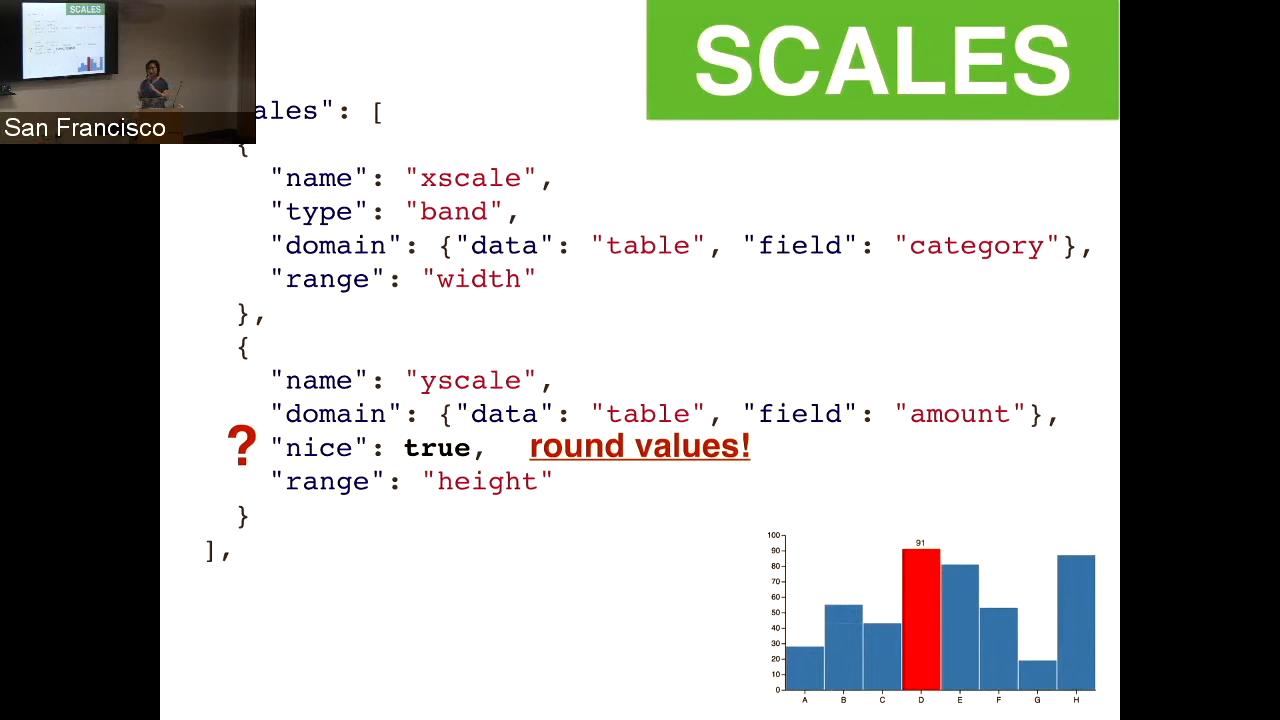 SCALES
San Francisco
ales": [
{
"name": "xscale",
"type": "band",
"domain": {"data": "table", "field": "category"},
"range": "width"
},
{
"name": "yscale",
"domain": {"data": "table", "field": "amount"},
? "nice": true, round values!
"range": "height"
}
],
91
100
90
80
70
60
50
40
30
20
10
0
A B C D E F G H